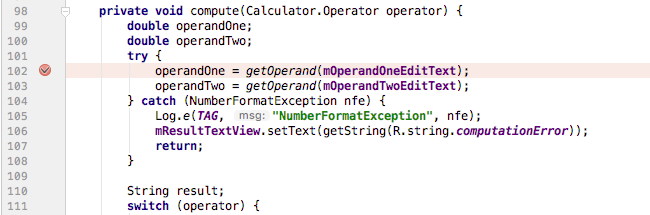 98 private void compute(Calculator.Operator operator) {
99 double operandOne;
100 double operandTwo;
101 try {
102 operandOne = getOperand(mOperandOneEditText);
103 operandTwo = getOperand(mOperandTwoEditText);
104 } catch (NumberFormatException nfe) {
105 Log.e(TAG, msg: "NumberFormatException", nfe);
106 mResultTextView.setText(getString(R.string.computationError));
107 return;
108 }
109
110 String result;
111 switch (operator) {